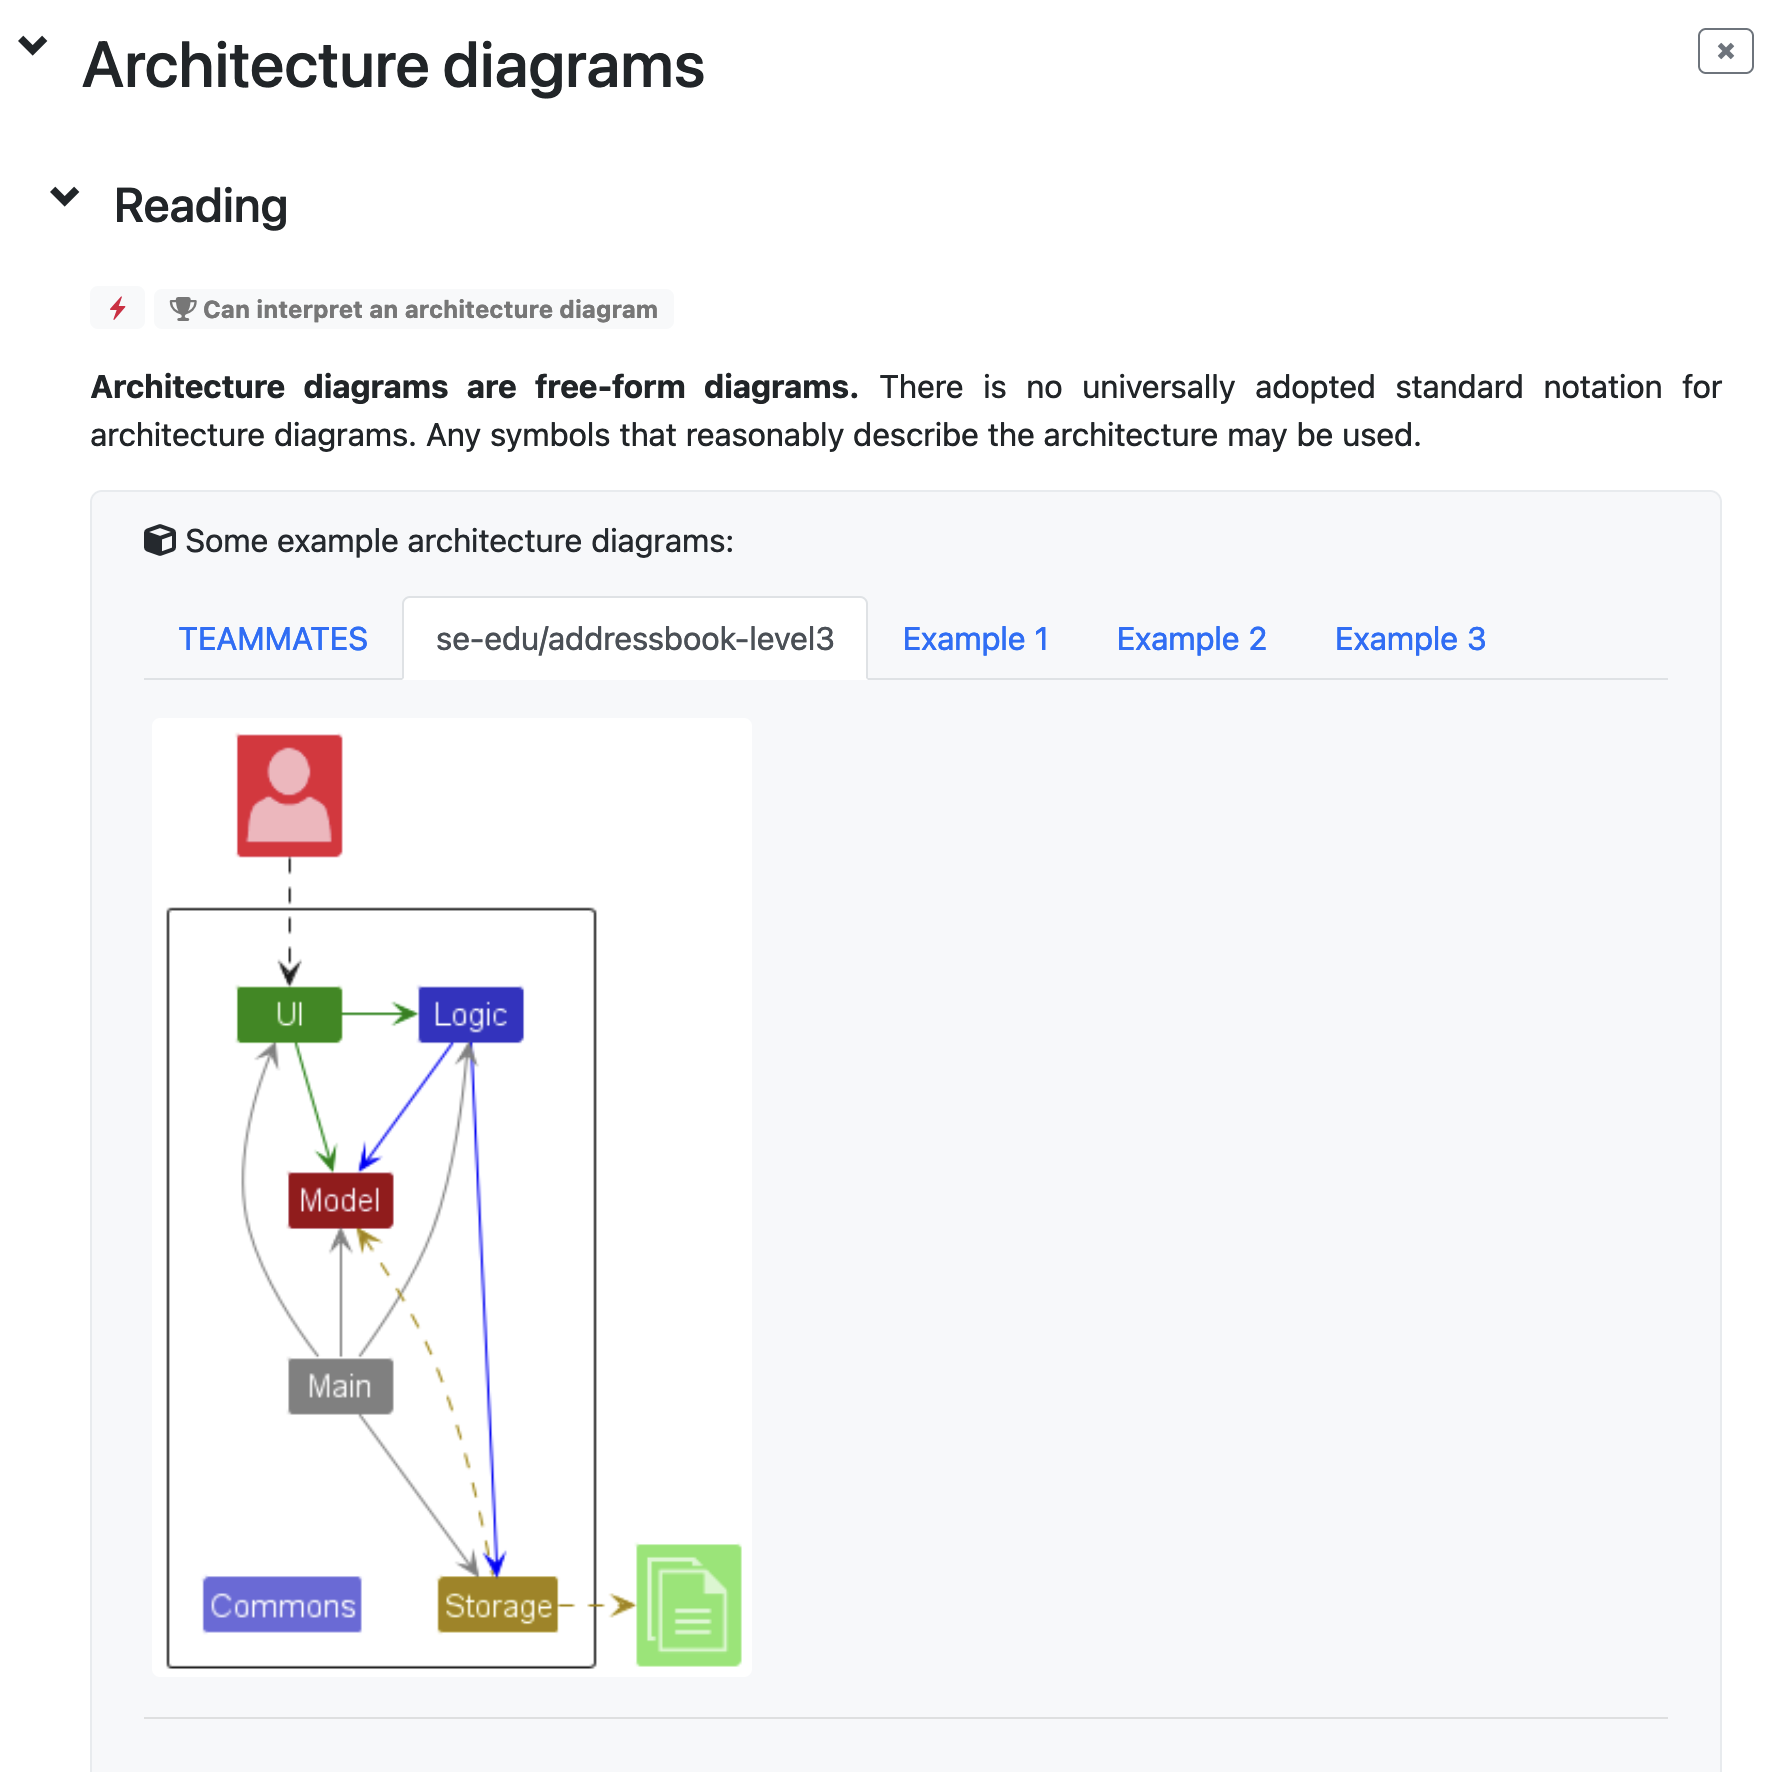 Architecture diagrams
Reading
Can interpret an architecture diagram
Architecture diagrams are free-form diagrams. There is no universally adopted standard notation for
architecture diagrams. Any symbols that reasonably describe the architecture may be used.
Some example architecture diagrams:
TEAMMATES se-edu/addressbook-level3 Example 1 Example 2 Example 3
UI Logic
Model
Main
Commons Storage